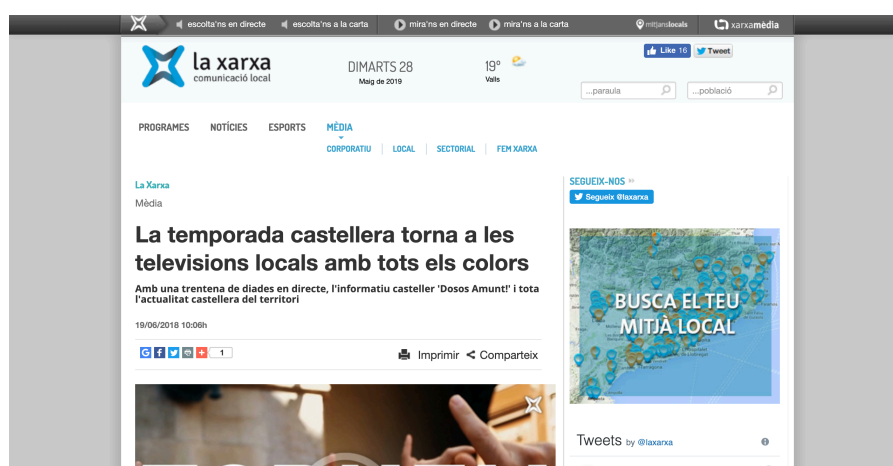 escolta'ns en directe escolta'ns a la carta mira'ns en directe mira'ns a la carta mitjanslocals xarxamèdia
la xarxa
comunicació local
DIMARTS 28
Maig de 2019
19°
Valls
Like 16 Tweet
...paraula ...població
PROGRAMES NOTÍCIES ESPORTS MÈDIA
CORPORATIU LOCAL SECTORIAL FEM XARXA
La Xarxa
Mèdia
La temporada castellera torna a les
televisions locals amb tots els colors
Amb una trentena de diades en directe, l'informatiu casteller 'Dosos Amunt!' i tota
l'actualitat castellera del territori
19/06/2018 10:06h
1
Imprimir Comparteix
SEGUEIX-NOS
Segueix @laxarxa
BUSCA EL TEU
MITJÀ LOCAL
Tweets by @laxarxa